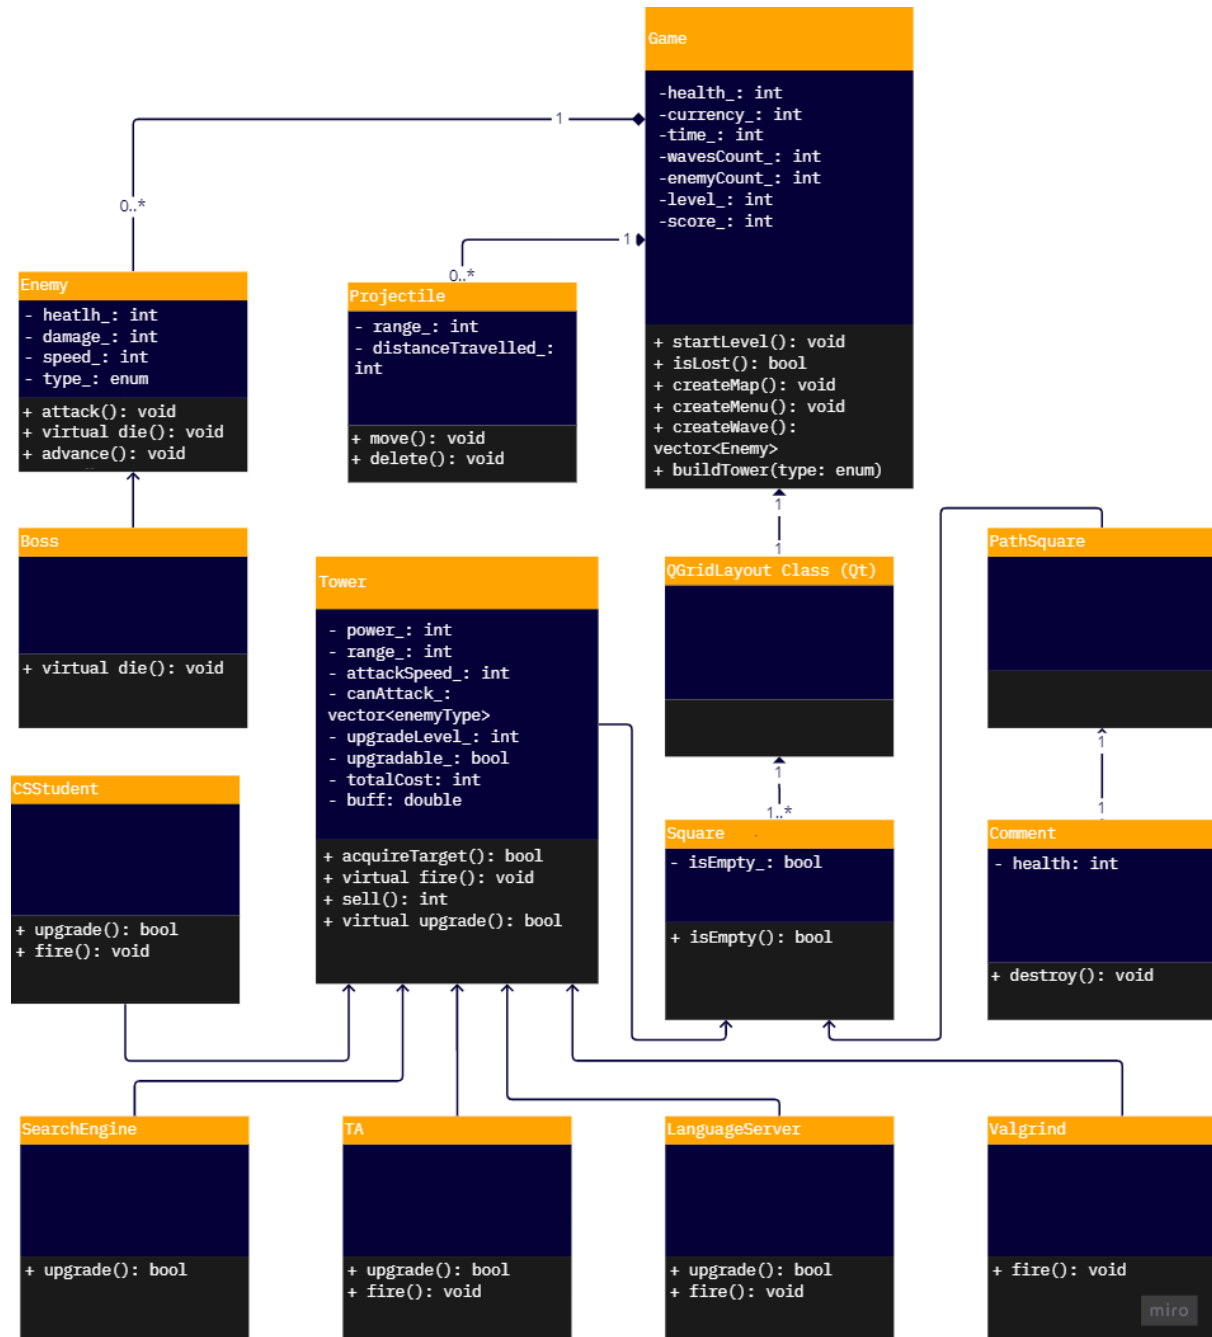 Game
-health_: int
-currency_: int
-time_: int
-wavesCount_: int
-enemyCount_: int
-level_: int
-score_: int
+ startLevel(): void
+ isLost(): bool
+ createMap(): void
+ createMenu(): void
+ createWave():
vector<Enemy>
+ buildTower(type: enum)
1
0..*
1
0..*
Enemy
- heatlh_: int
- damage_: int
- speed_: int
- type_: enum
+ attack(): void
+ virtual die(): void
+ advance(): void
Projectile
- range_: int
- distanceTravelled_:
int
+ move(): void
+ delete(): void
1
1
Boss
+ virtual die(): void
Tower
- power_: int
- range_: int
- attackSpeed_: int
- canAttack_:
vector<enemyType>
- upgradeLevel_: int
- upgradable_: bool
- totalCost: int
- buff: double
+ acquireTarget(): bool
+ virtual fire(): void
+ sell(): int
+ virtual upgrade(): bool
QGridLayout Class (Qt)
PathSquare
1
1..*
1
1
CSStudent
+ upgrade(): bool
+ fire(): void
Square
- isEmpty_: bool
+ isEmpty(): bool
Comment
- health: int
+ destroy(): void
SearchEngine
+ upgrade(): bool
TA
+ upgrade(): bool
+ fire(): void
LanguageServer
+ upgrade(): bool
+ fire(): void
Valgrind
+ fire(): void
miro